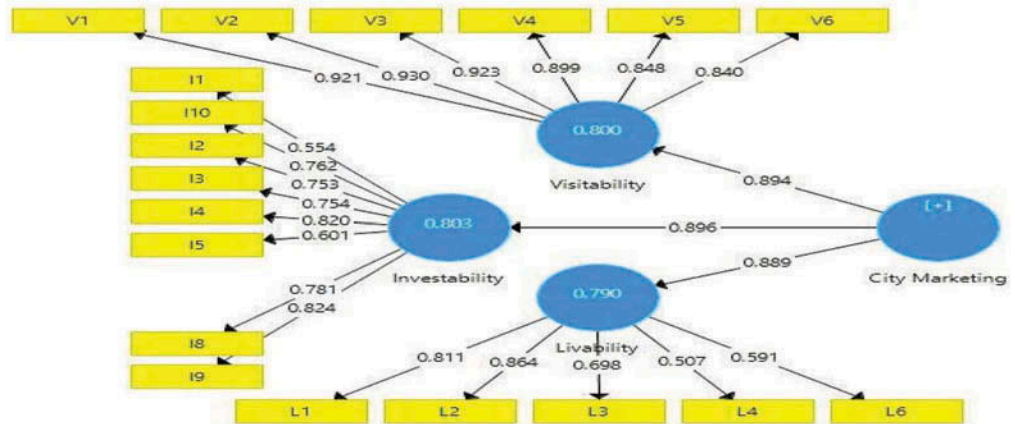 V1 V2 V3 V4 V5 V6
0.921 0.930 0.923 0.899 0.848 0.840
I1
I10
I2
I3
I4
I5
0.554
0.762
0.753
0.754
0.820
0.601
0.800
Visitability
0.894
[+]
0.803
0.896
Investability
City Marketing
0.889
0.790
Livability
0.781
0.824
I8
I9
0.811 0.864 0.698 0.507 0.591
L1 L2 L3 L4 L6